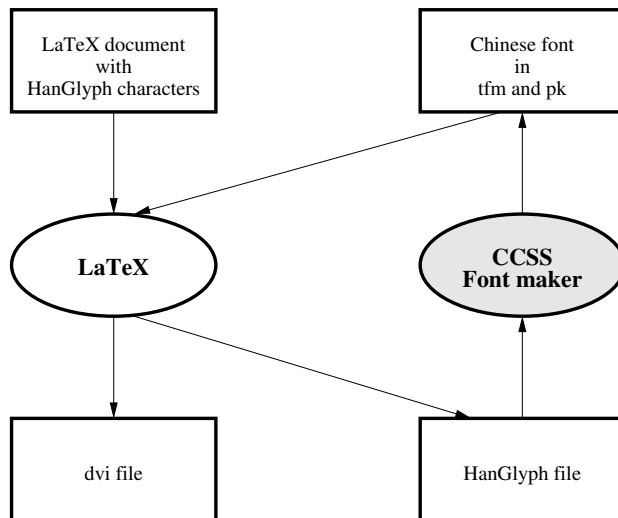 LaTeX document
with
HanGlyph characters
Chinese font
in
tfm and pk
LaTeX
CCSS
Font maker
dvi file
HanGlyph file